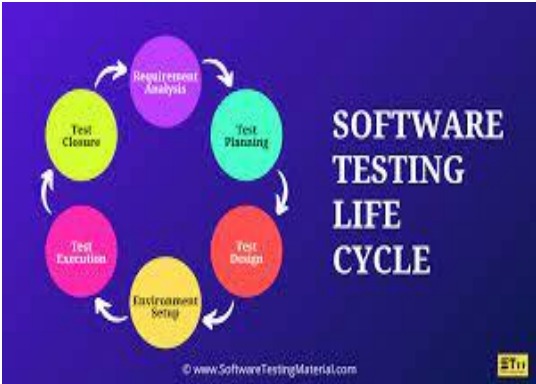 Requirement
Analysis
Test
Planning
Test
Design
Environment
Setup
Test
Execution
Test
Closure
SOFTWARE
TESTING
LIFE
CYCLE
© www.SoftwareTestingMaterial.com